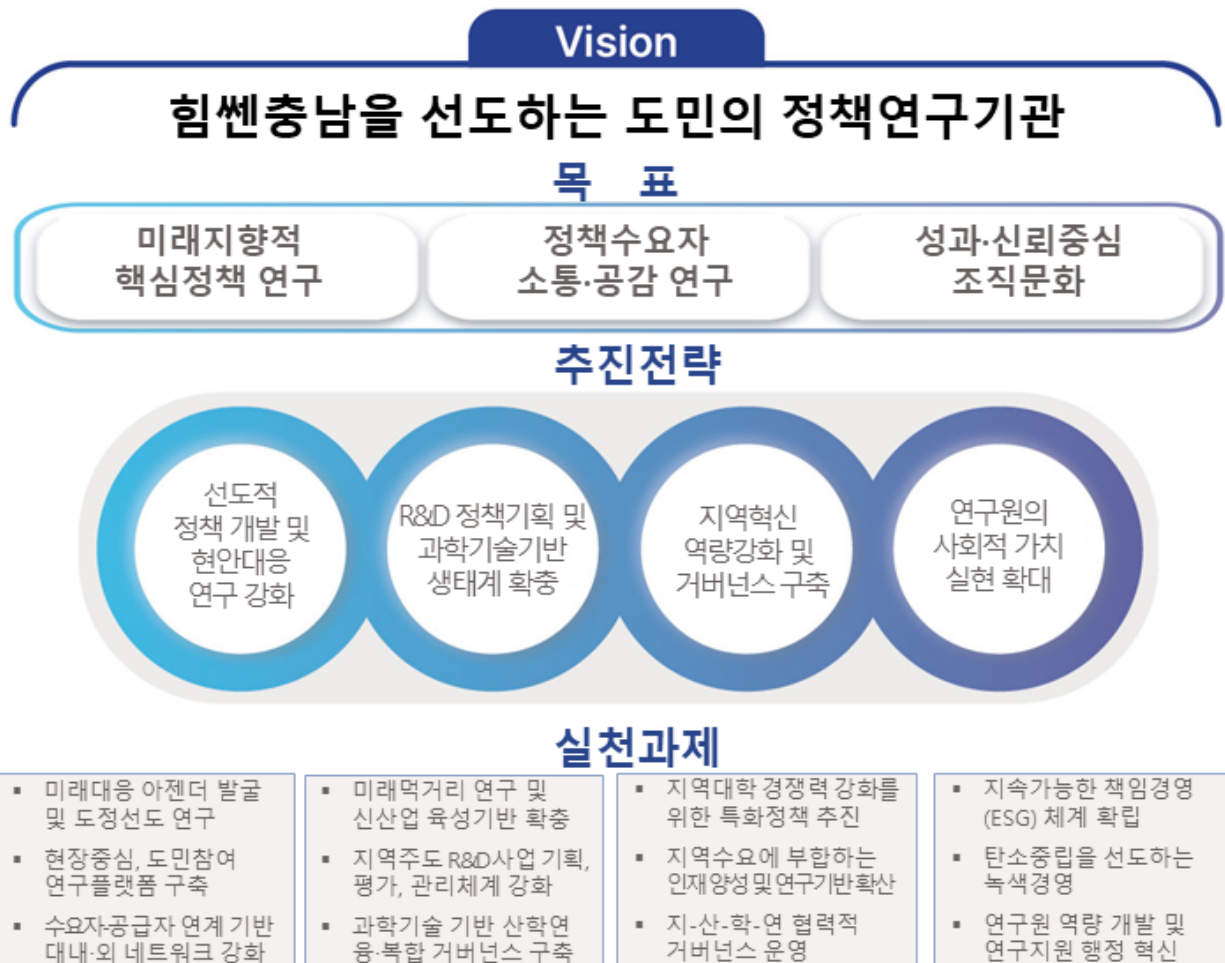 Vision
힘쎈충남을 선도하는 도민의 정책연구기관
목 표
미래지향적
핵심정책 연구
정책수요자
소통·공감 연구
성과·신뢰중심
조직문화
추진전략
선도적
정책 개발 및
현안대응
연구 강화
R&D 정책기획 및
과학기술기반
생태계 확충
지역혁신
역량강화 및
거버넌스 구축
연구원의
사회적 가치
실현 확대
실천과제
▪ 미래대응 아젠더 발굴
및 도정선도 연구
▪ 현장중심, 도민참여
연구플랫폼 구축
▪ 수요자-공급자 연계 기반
대내·외 네트워크 강화
▪ 미래먹거리 연구 및
신산업 육성기반 확충
▪ 지역주도 R&D사업 기획,
평가, 관리체계 강화
▪ 과학기술 기반 산학연
융·복합 거버넌스 구축
▪ 지역대학 경쟁력 강화를
위한 특화정책 추진
▪ 지역수요에 부합하는
인재양성 및 연구기반 확산
▪ 지-산-학-연 협력적
거버넌스 운영
▪ 지속가능한 책임경영
(ESG) 체계 확립
▪ 탄소중립을 선도하는
녹색경영
▪ 연구원 역량 개발 및
연구지원 행정 혁신